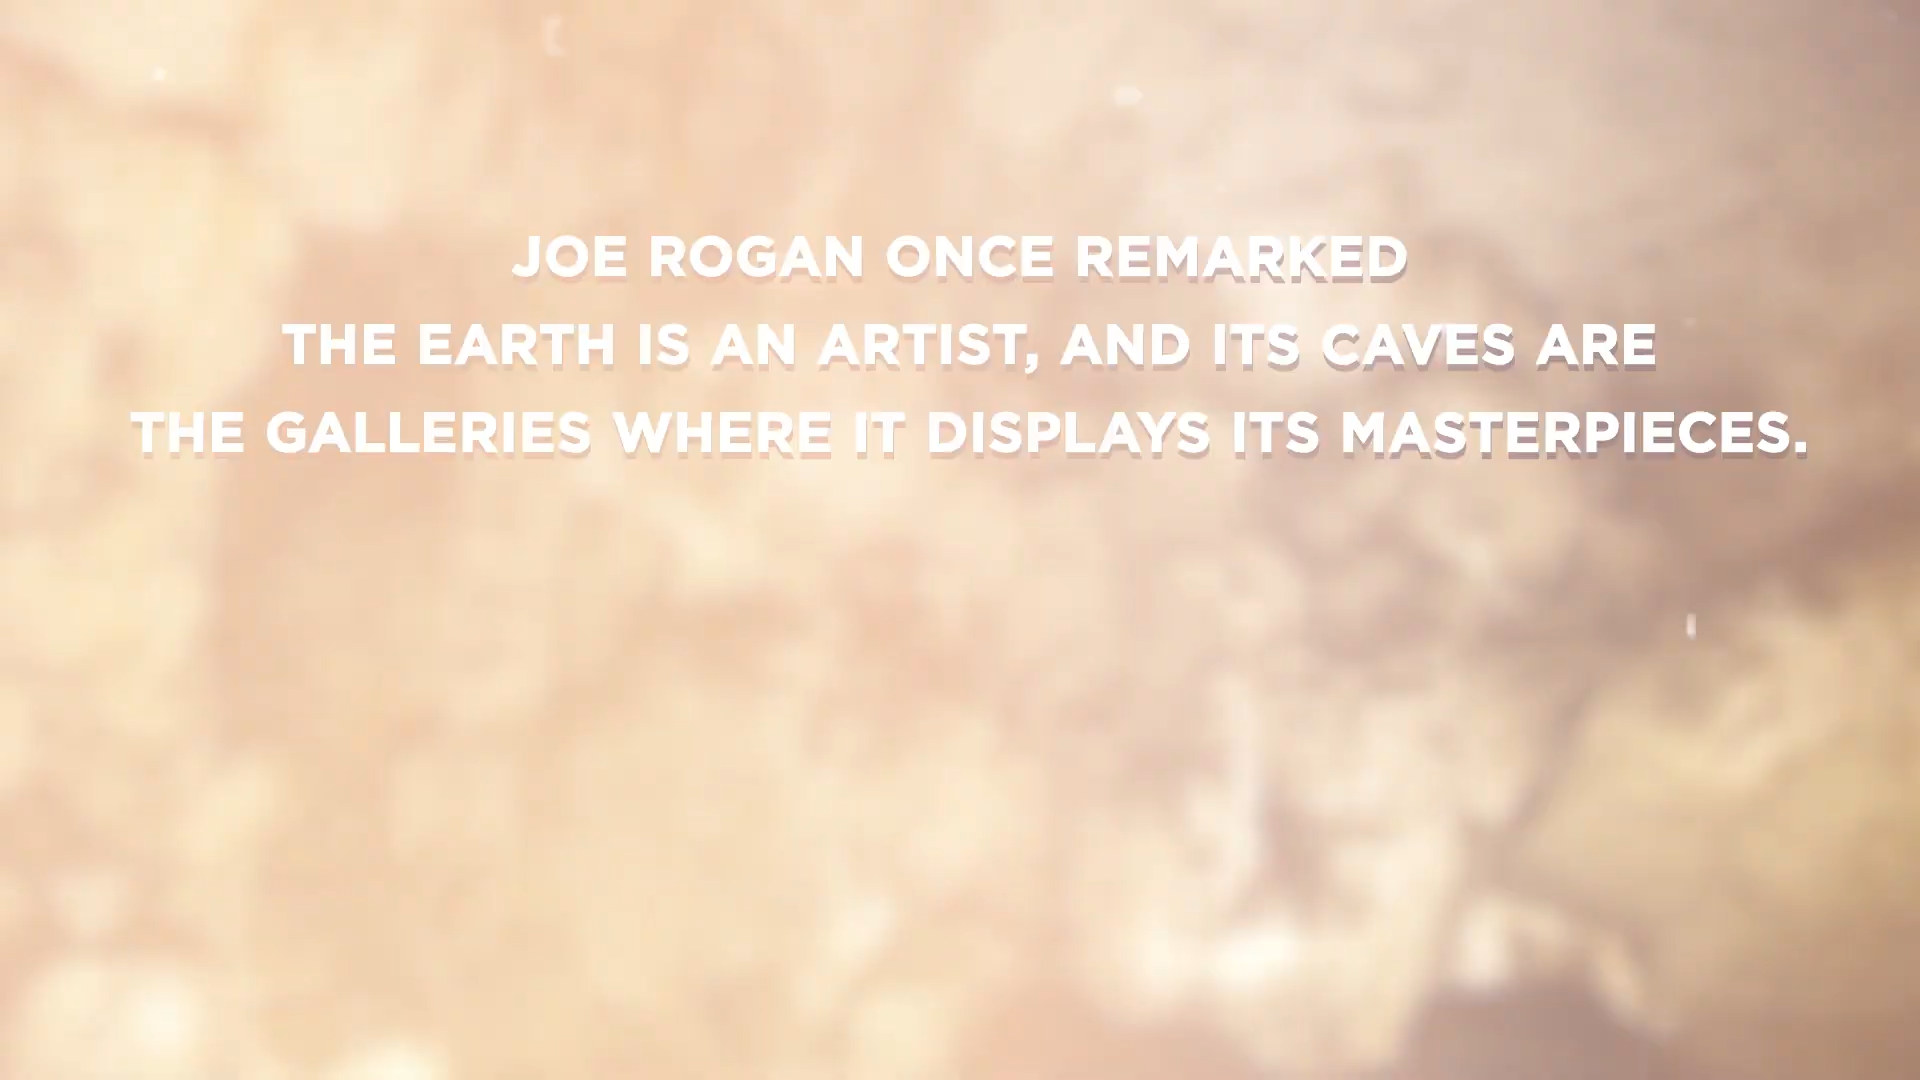 JOE ROGAN ONCE REMARKED
THE EARTH IS AN ARTIST, AND ITS CAVES ARE
THE GALLERIES WHERE IT DISPLAYS ITS MASTERPIECES.